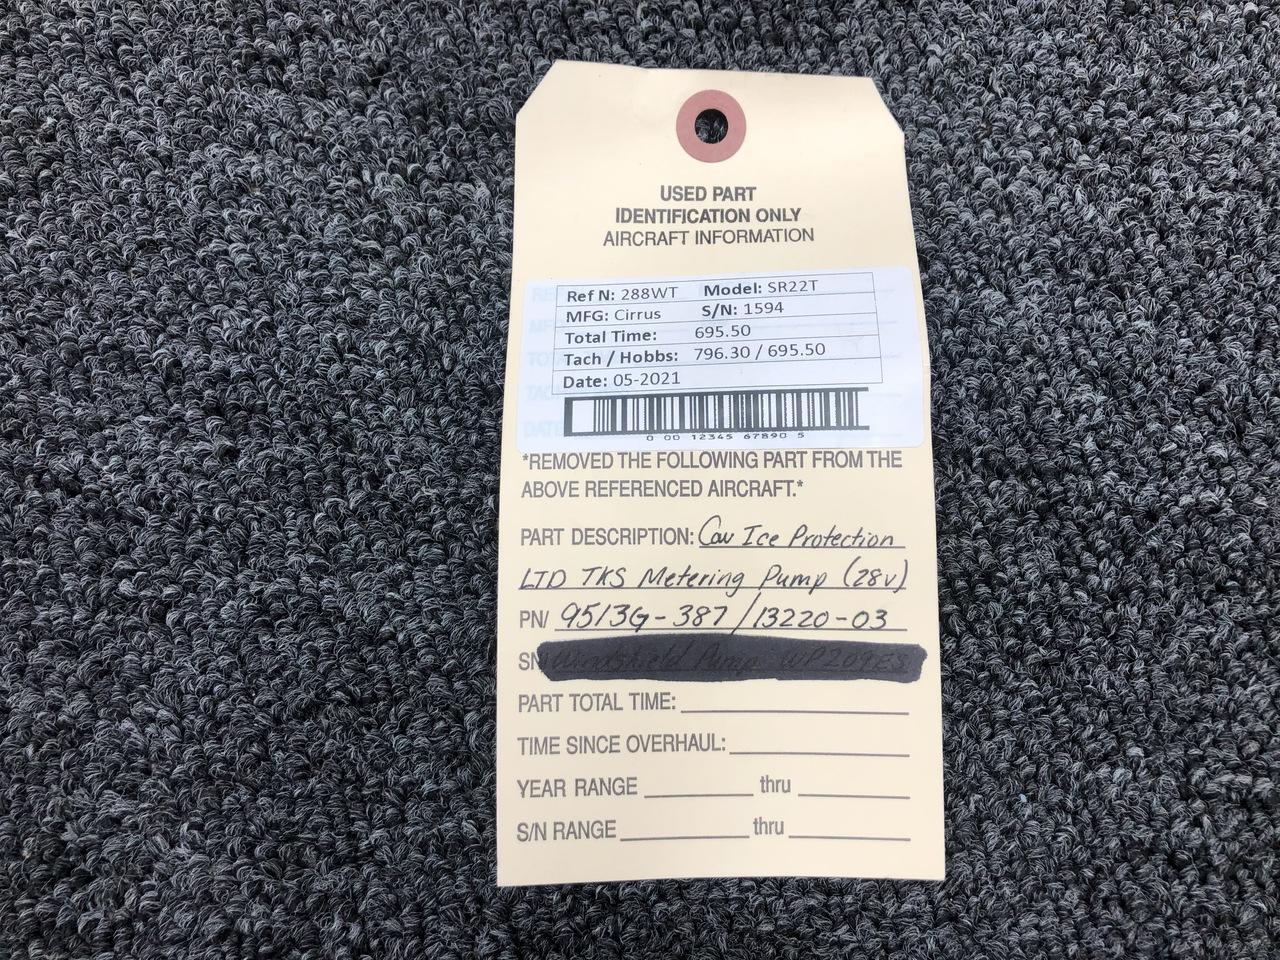 USED PART
IDENTIFICATION ONLY
AIRCRAFT INFORMATION
Ref N: 288WT Model: SR22T
MFG: Cirrus S/N: 1594
Total Time: 695.50
Tach / Hobbs: 796.30 / 695.50
Date: 05-2021
0 00 12345 67890 5
*REMOVED THE FOLLOWING PART FROM THE
ABOVE REFERENCED AIRCRAFT.*
PART DESCRIPTION: Cav Ice Protection
LTD TKS Metering Pump (28v)
PN/ 9513G-387/13220-03
SN/ Windshield Pump WP209ES
PART TOTAL TIME:
TIME SINCE OVERHAUL:
YEAR RANGE thru
S/N RANGE thru